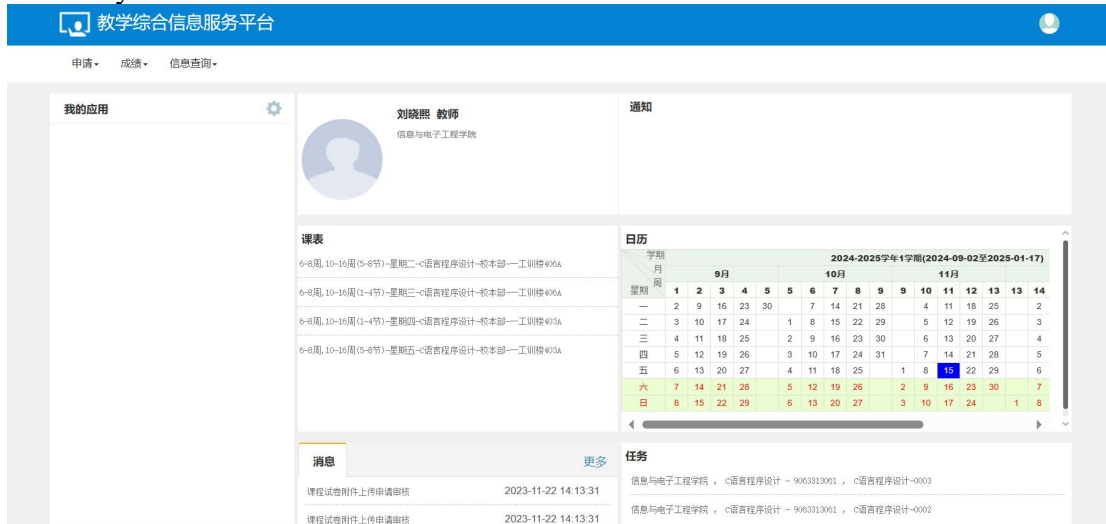 教学综合信息服务平台
申请 成绩 信息查询
我的应用
刘晓熙 教师
信息与电子工程学院
通知
课表
6-8周,10-16周(5-8节)-星期二-C语言程序设计-校本部-一工训楼406A
6-8周,10-16周(1-4节)-星期三-C语言程序设计-校本部-一工训楼406A
6-8周,10-16周(1-4节)-星期四-C语言程序设计-校本部-一工训楼403A
6-8周,10-16周(5-8节)-星期五-C语言程序设计-校本部-一工训楼403A
日历
学期 2024-2025学年1学期(2024-09-02至2025-01-17)
月 9月 10月 11月
周
星期 1 2 3 4 5 5 6 7 8 9 9 10 11 12 13 13 14
一 2 9 16 23 30 7 14 21 28 4 11 18 25 2
二 3 10 17 24 1 8 15 22 29 5 12 19 26 3
三 4 11 18 25 2 9 16 23 30 6 13 20 27 4
四 5 12 19 26 3 10 17 24 31 7 14 21 28 5
五 6 13 20 27 4 11 18 25 1 8 15 22 29 6
六 7 14 21 28 5 12 19 26 2 9 16 23 30 7
日 8 15 22 29 6 13 20 27 3 10 17 24 1 8
消息 更多
课程试卷附件上传申请审核 2023-11-22 14:13:31
课程试卷附件上传申请审核 2023-11-22 14:13:31
任务
信息与电子工程学院 , C语言程序设计 - 9063313061 , C语言程序设计-0003
信息与电子工程学院 , C语言程序设计 - 9063313061 , C语言程序设计-0002